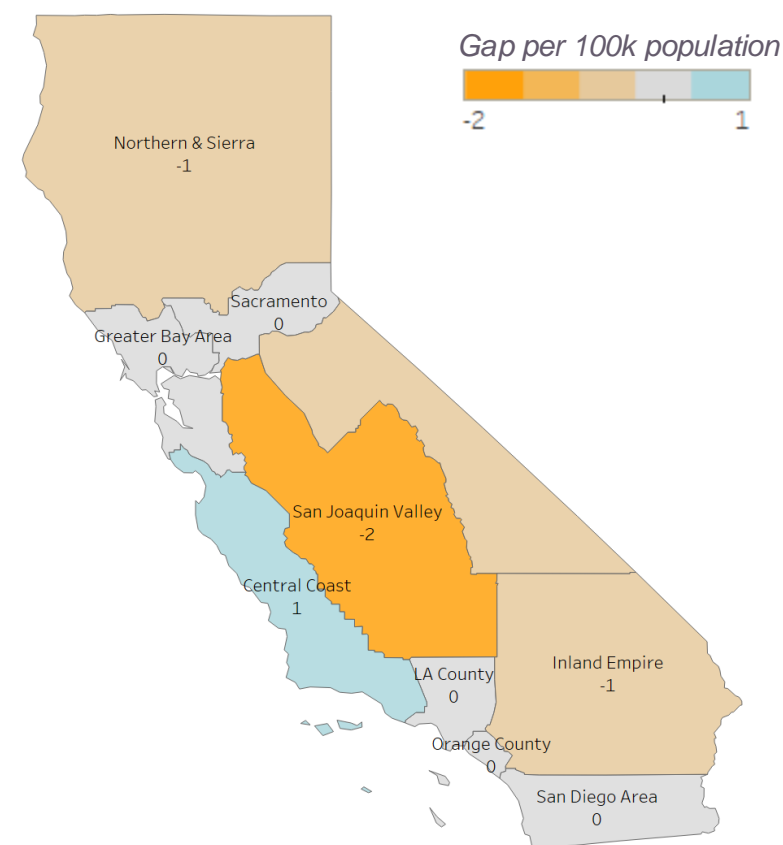 Gap per 100k population
-2 1
Northern & Sierra
-1
Sacramento
0
Greater Bay Area
0
San Joaquin Valley
-2
Central Coast
1
Inland Empire
-1
LA County
0
Orange County
0
San Diego Area
0